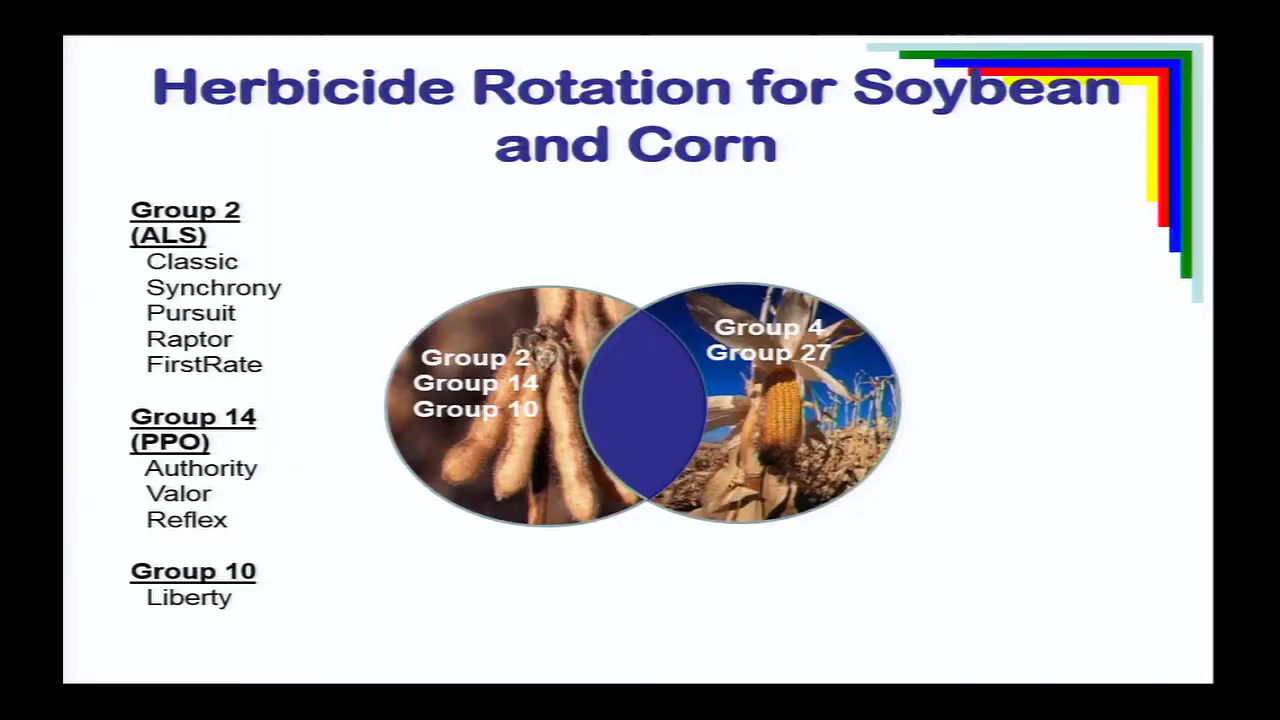 Herbicide Rotation for Soybean
and Corn
Group 2
(ALS)
Classic
Synchrony
Pursuit
Raptor
FirstRate
Group 14
(PPO)
Authority
Valor
Reflex
Group 10
Liberty
Group 2
Group 14
Group 10
Group 4
Group 27